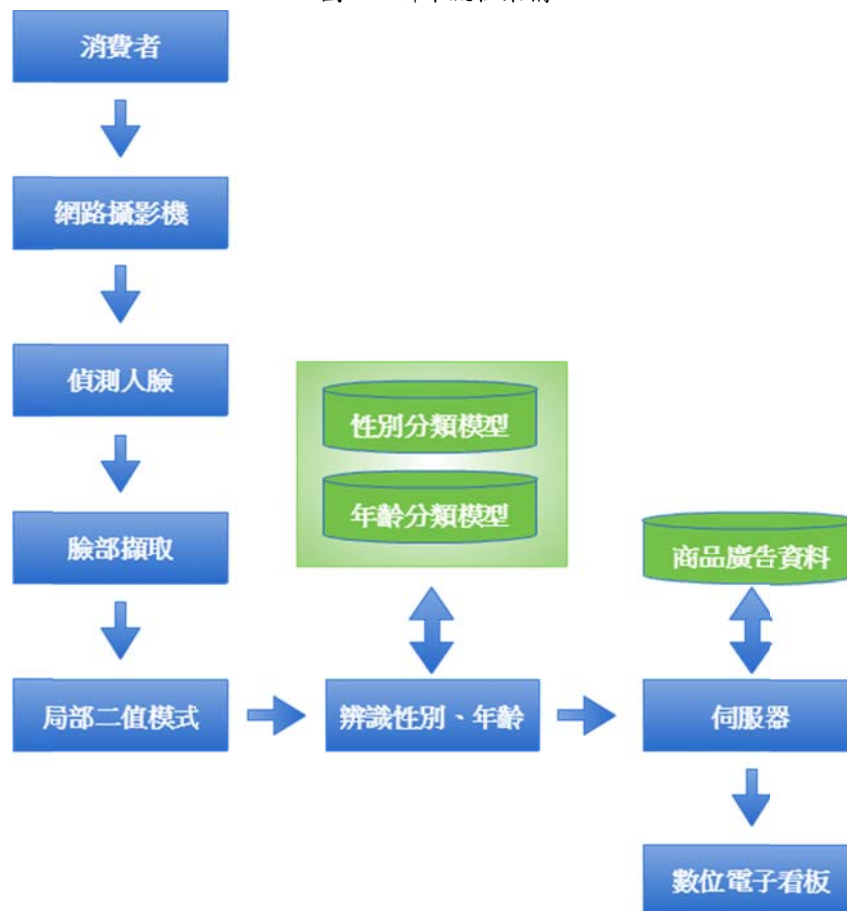 消費者
網路攝影機
偵測人臉
性別分類模型
年齡分類模型
臉部擷取
商品廣告資料
局部二值模式
辨識性別、年齡
伺服器
數位電子看板